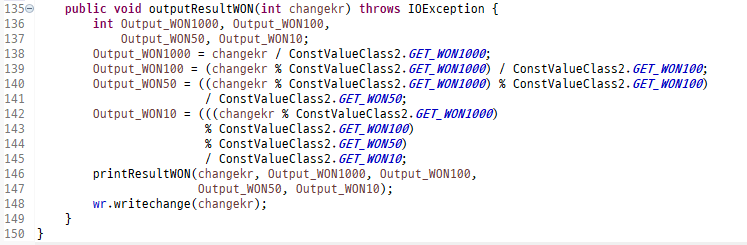 135 public void outputResultWON(int changekr) throws IOException {
136 int Output_WON1000, Output_WON100,
137 Output_WON50, Output_WON10;
138 Output_WON1000 = changekr / ConstValueClass2.GET_WON1000;
139 Output_WON100 = (changekr % ConstValueClass2.GET_WON1000) / ConstValueClass2.GET_WON100;
140 Output_WON50 = ((changekr % ConstValueClass2.GET_WON1000) % ConstValueClass2.GET_WON100)
141 / ConstValueClass2.GET_WON50;
142 Output_WON10 = (((changekr % ConstValueClass2.GET_WON1000)
143 % ConstValueClass2.GET_WON100)
144 % ConstValueClass2.GET_WON50)
145 / ConstValueClass2.GET_WON10;
146 printResultWON(changekr, Output_WON1000, Output_WON100,
147 Output_WON50, Output_WON10);
148 wr.writechange(changekr);
149 }
150 }